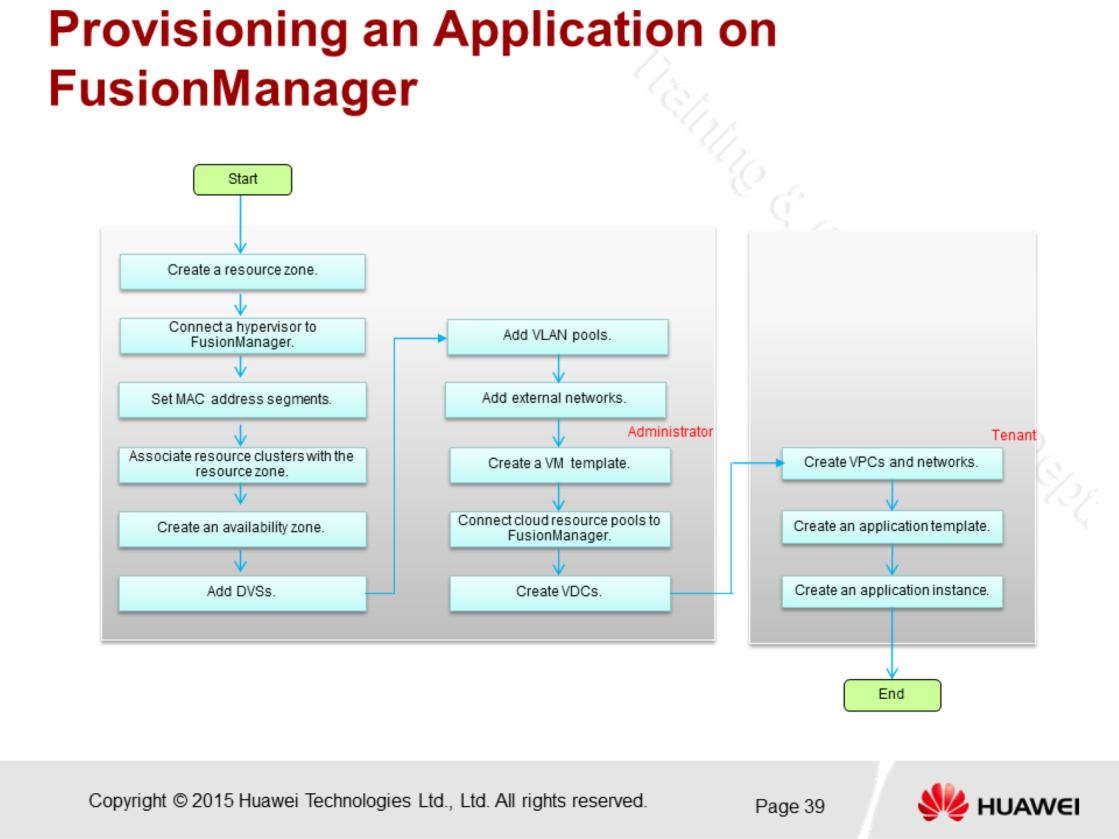 Provisioning an Application on
FusionManager
Training &
Start
Create a resource zone.
Connect a hypervisor to
FusionManager.
Set MAC address segments.
Associate resource clusters with the
resource zone.
Create an availability zone.
Add DVSs.
Add VLAN pools.
Add external networks.
Administrator
Create a VM template.
Connect cloud resource pools to
FusionManager.
Create VDCs.
Tenant
Create VPCs and networks.
Create an application template.
Create an application instance.
End
Copyright © 2015 Huawei Technologies Ltd., Ltd. All rights reserved.
Page 39
HUAWEI